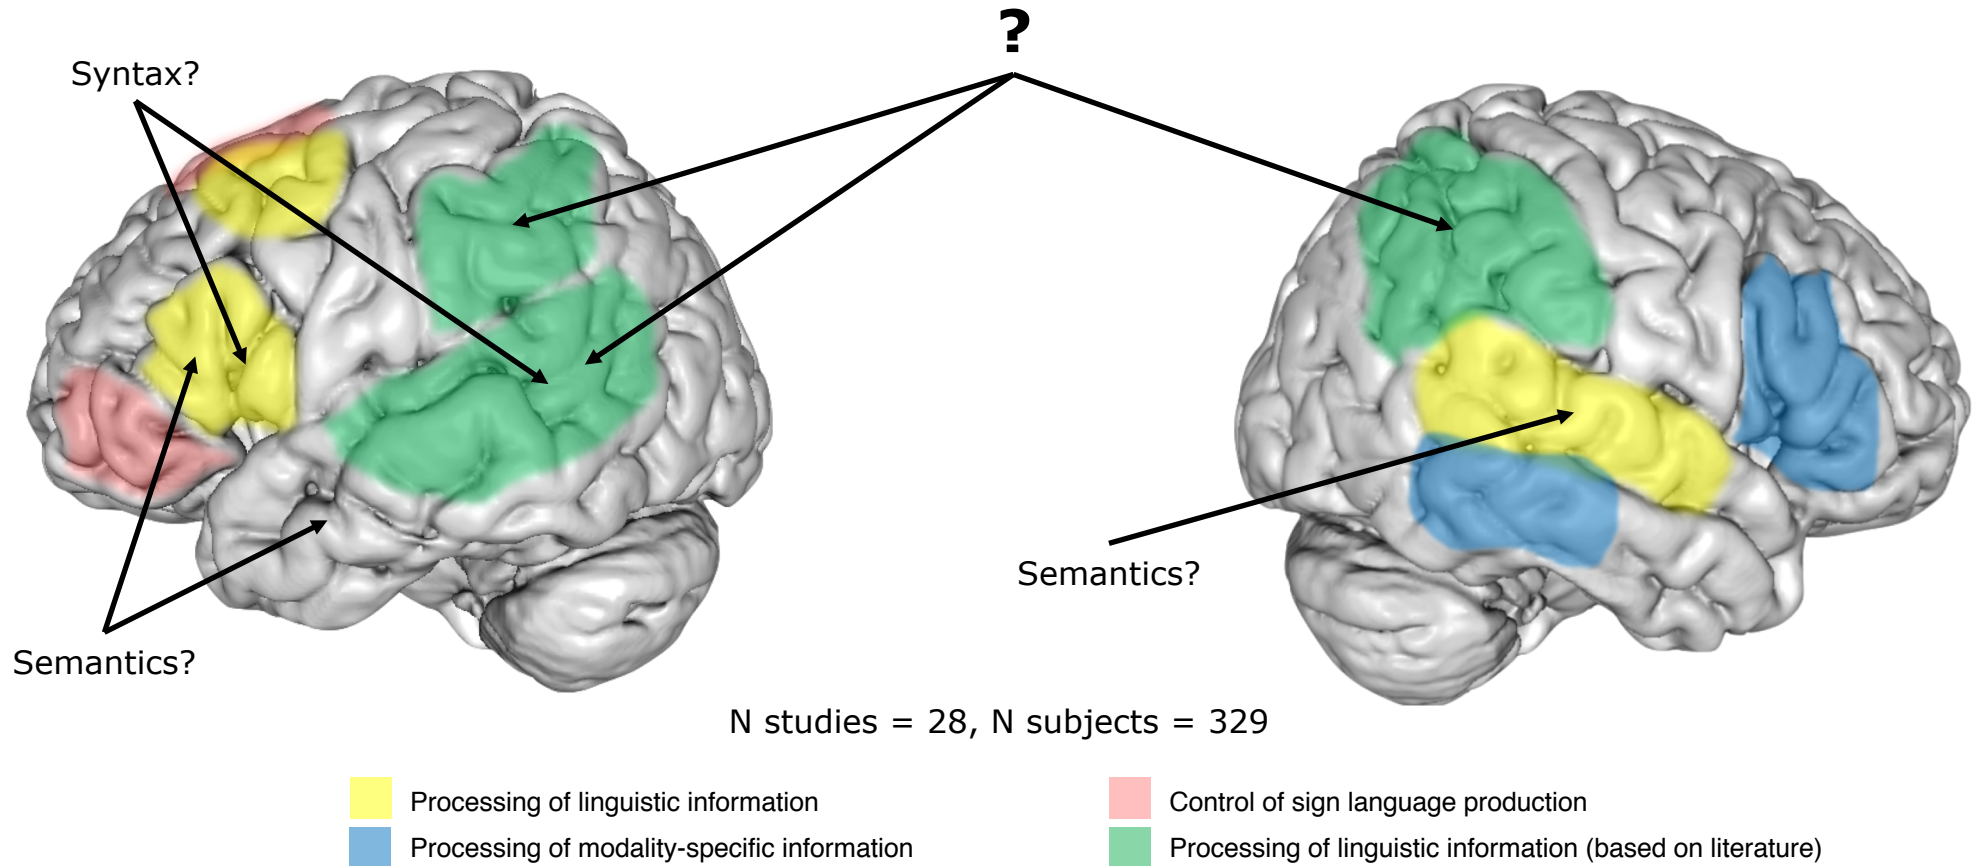 ?
Syntax?
Semantics?
Semantics?
N studies = 28, N subjects = 329
Processing of linguistic information
Control of sign language production
Processing of modality-specific information
Processing of linguistic information (based on literature)